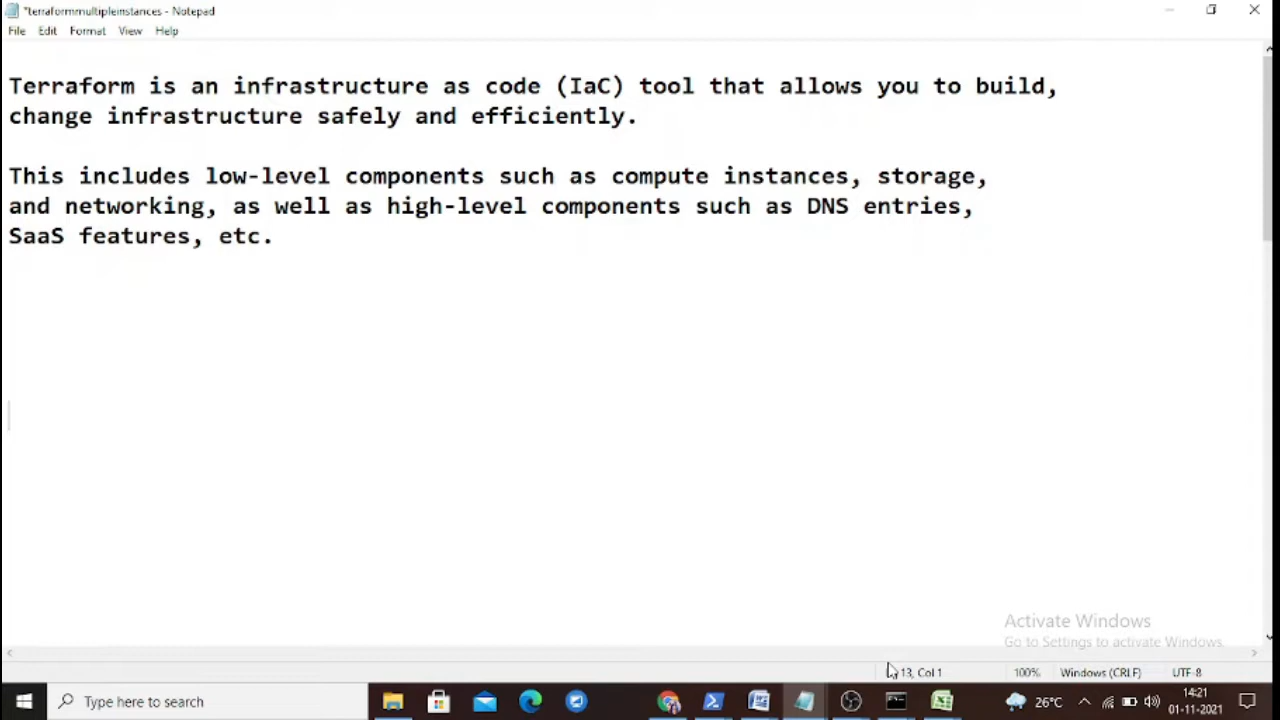 *terraformmultipleinstances - Notepad
File Edit Format View Help
Terraform is an infrastructure as code (IaC) tool that allows you to build,
change infrastructure safely and efficiently.
This includes low-level components such as compute instances, storage,
and networking, as well as high-level components such as DNS entries,
SaaS features, etc.
Activate Windows
Go to Settings to activate Windows.
13, Col 1 100% Windows (CRLF) UTF-8
Type here to search 26°C 14:21
01-11-2021